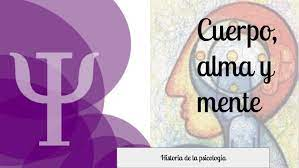 Ψ
Cuerpo,
alma y
mente
Historia de la psicología